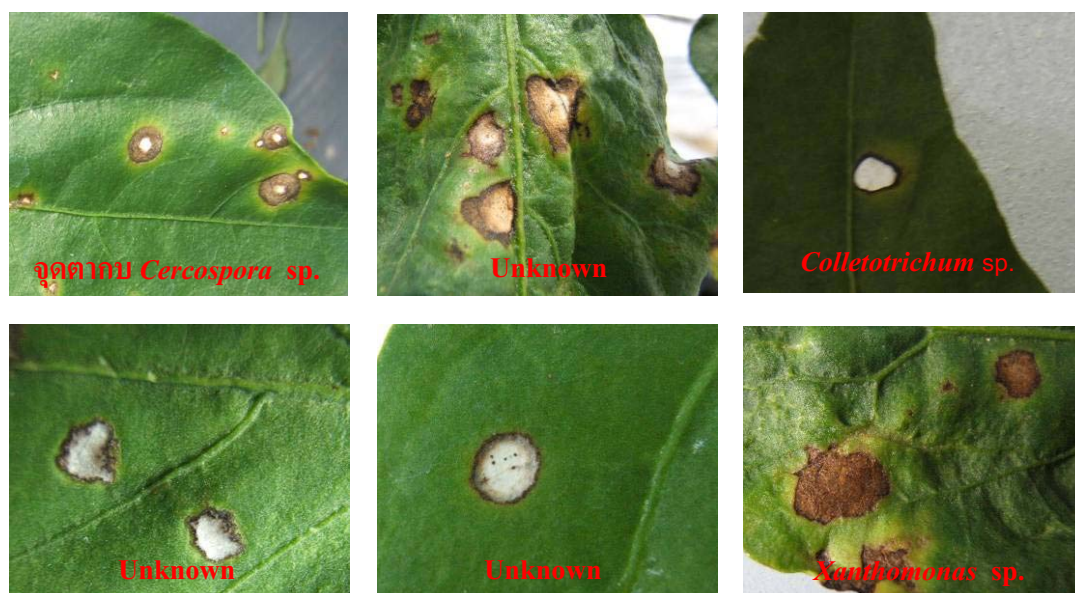 จุดตากบ Cercospora sp.
Unknown
Colletotrichum sp.
Unknown
Unknown
Xanthomonas sp.